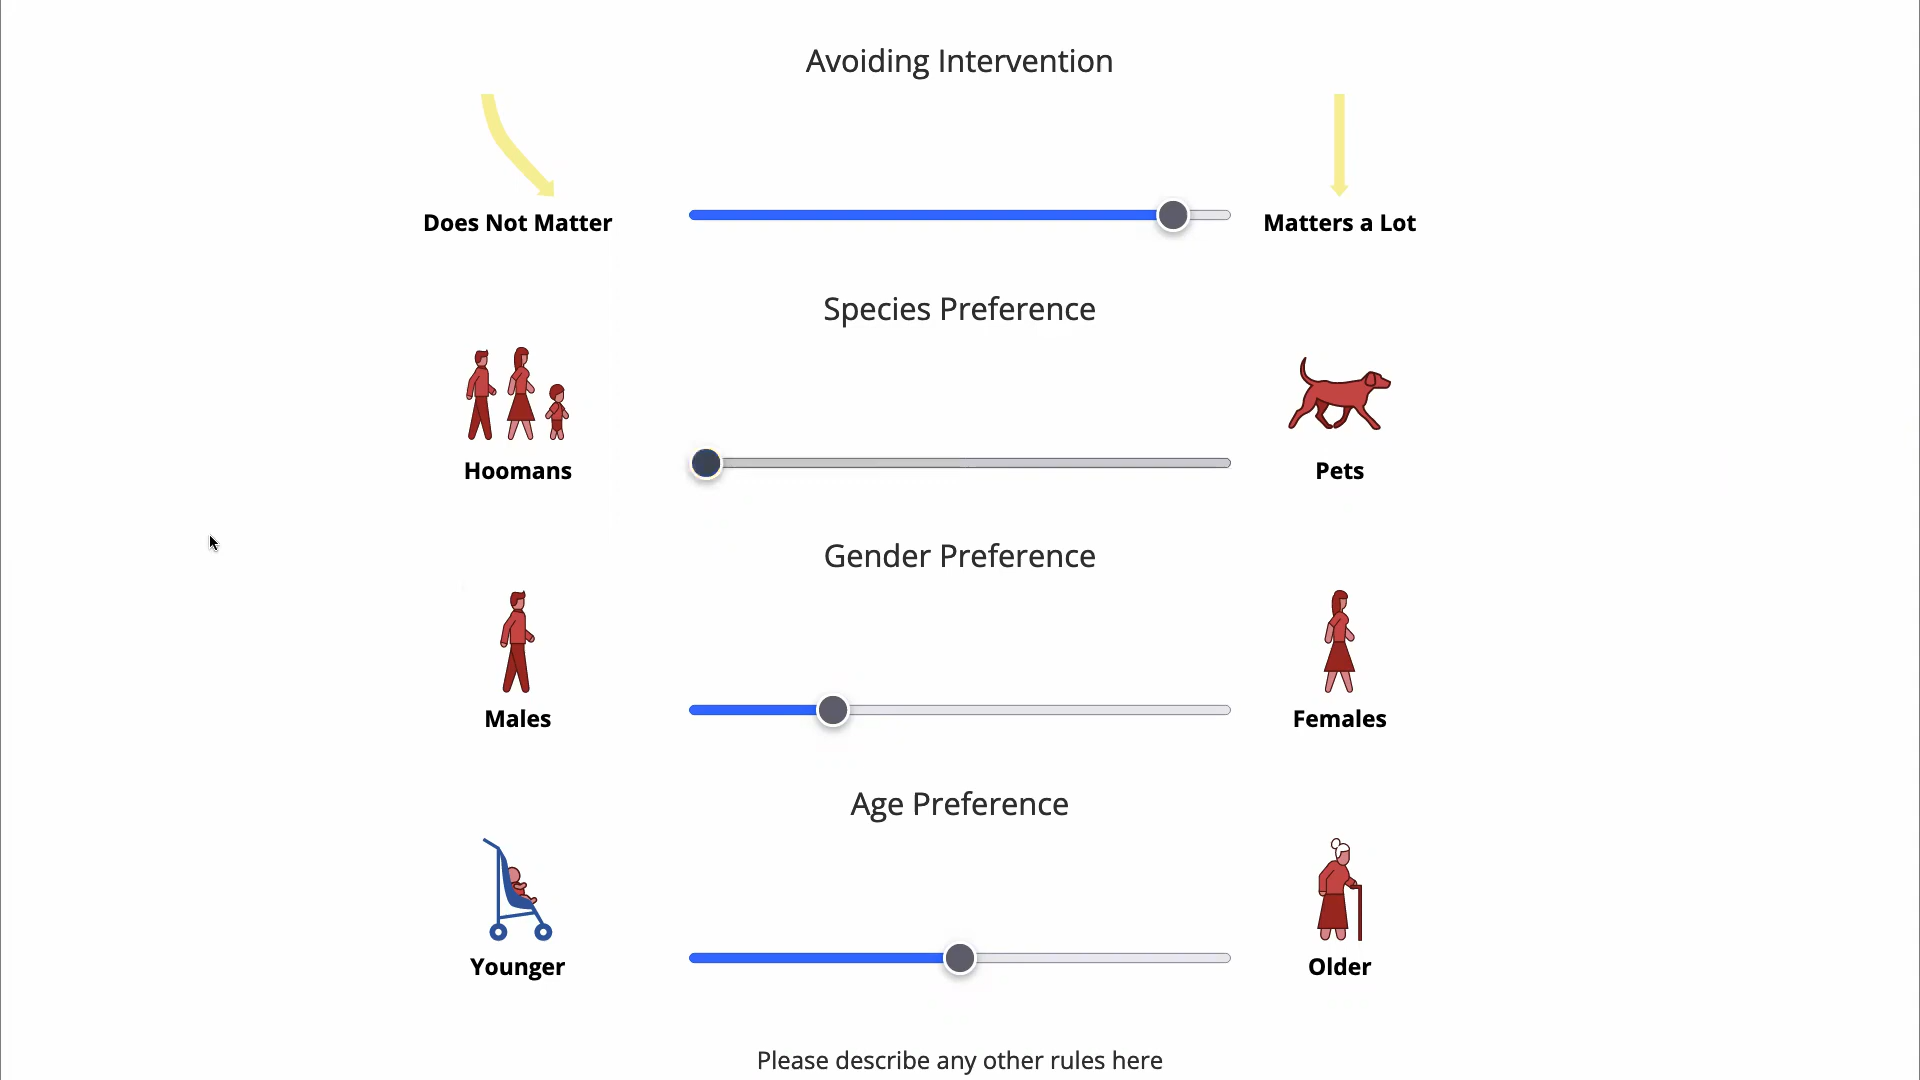 Avoiding Intervention
Does Not Matter
Matters a Lot
Species Preference
Hoomans
Pets
Gender Preference
Males
Females
Age Preference
Younger
Older
Please describe any other rules here